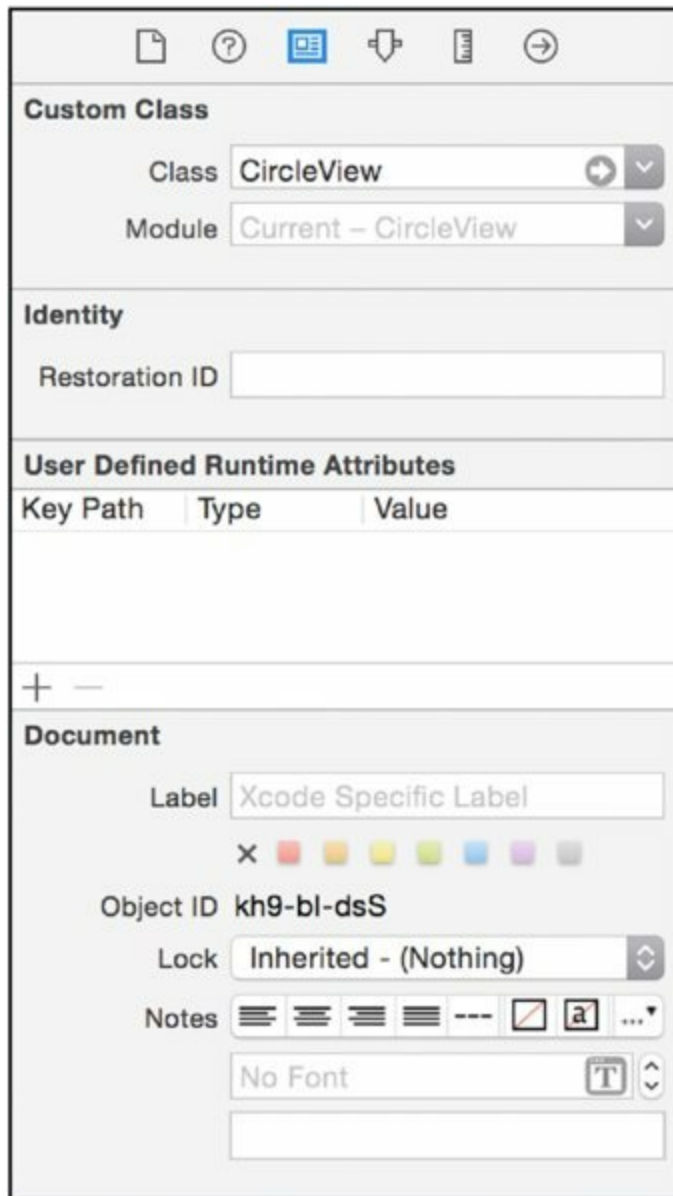 Custom Class
Class CircleView
Module Current – CircleView
Identity
Restoration ID
User Defined Runtime Attributes
Key Path Type Value
Document
Label Xcode Specific Label
Object ID kh9-bl-dsS
Lock Inherited - (Nothing)
Notes a ...
No Font T